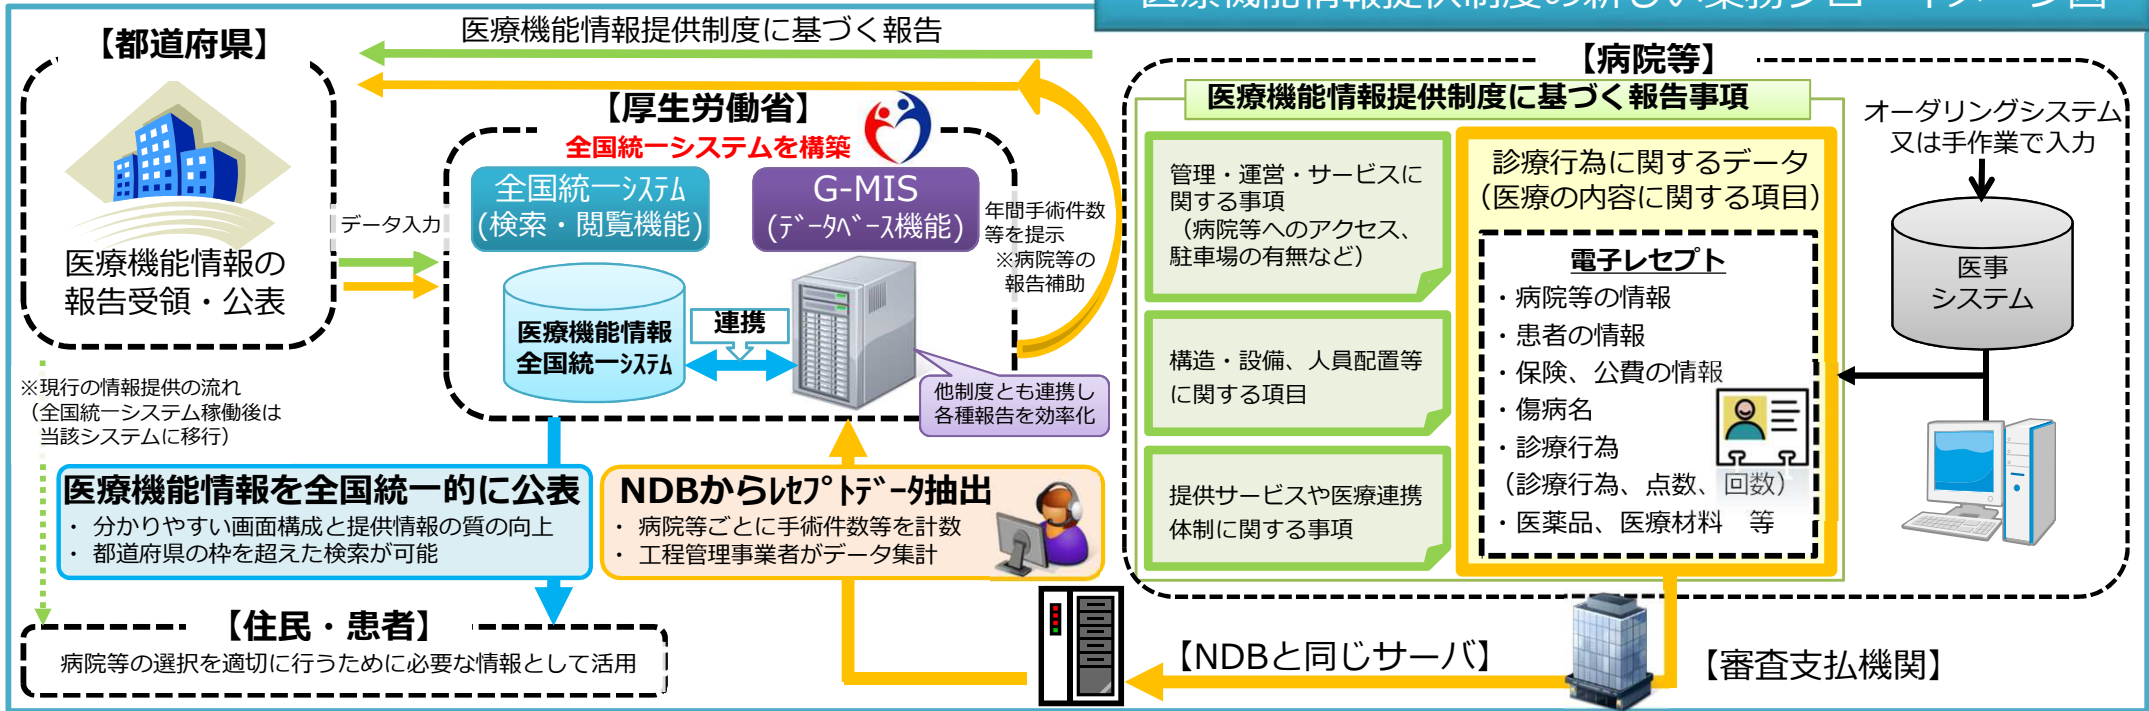 医療機能情報提供制度の新しい業務フロー イメージ図
【都道府県】
医療機能情報の
報告受領・公表
医療機能情報提供制度に基づく報告
データ入力
【厚生労働省】
全国統一システムを構築
全国統一ｼｽﾃﾑ
(検索・閲覧機能)
G-MIS
(ﾃﾞｰﾀﾍﾞｰｽ機能)
医療機能情報
全国統一ｼｽﾃﾑ
連携
年間手術件数
等を提示
※病院等の
報告補助
他制度とも連携し
各種報告を効率化
※現行の情報提供の流れ
（全国統一システム稼働後は
当該システムに移行）
医療機能情報を全国統一的に公表
・ 分かりやすい画面構成と提供情報の質の向上
・ 都道府県の枠を超えた検索が可能
NDBからﾚｾﾌﾟﾄﾃﾞｰﾀ抽出
・ 病院等ごとに手術件数等を計数
・ 工程管理事業者がデータ集計
【住民・患者】
病院等の選択を適切に行うために必要な情報として活用
【病院等】
医療機能情報提供制度に基づく報告事項
管理・運営・サービスに
関する事項
（病院等へのアクセス、
駐車場の有無など）
構造・設備、人員配置等
に関する項目
提供サービスや医療連携
体制に関する事項
診療行為に関するデータ
（医療の内容に関する項目）
電子レセプト
・病院等の情報
・患者の情報
・保険、公費の情報
・傷病名
・診療行為
（診療行為、点数、回数）
・医薬品、医療材料　等
オーダリングシステム
又は手作業で入力
医事
システム
【NDBと同じサーバ】
【審査支払機関】